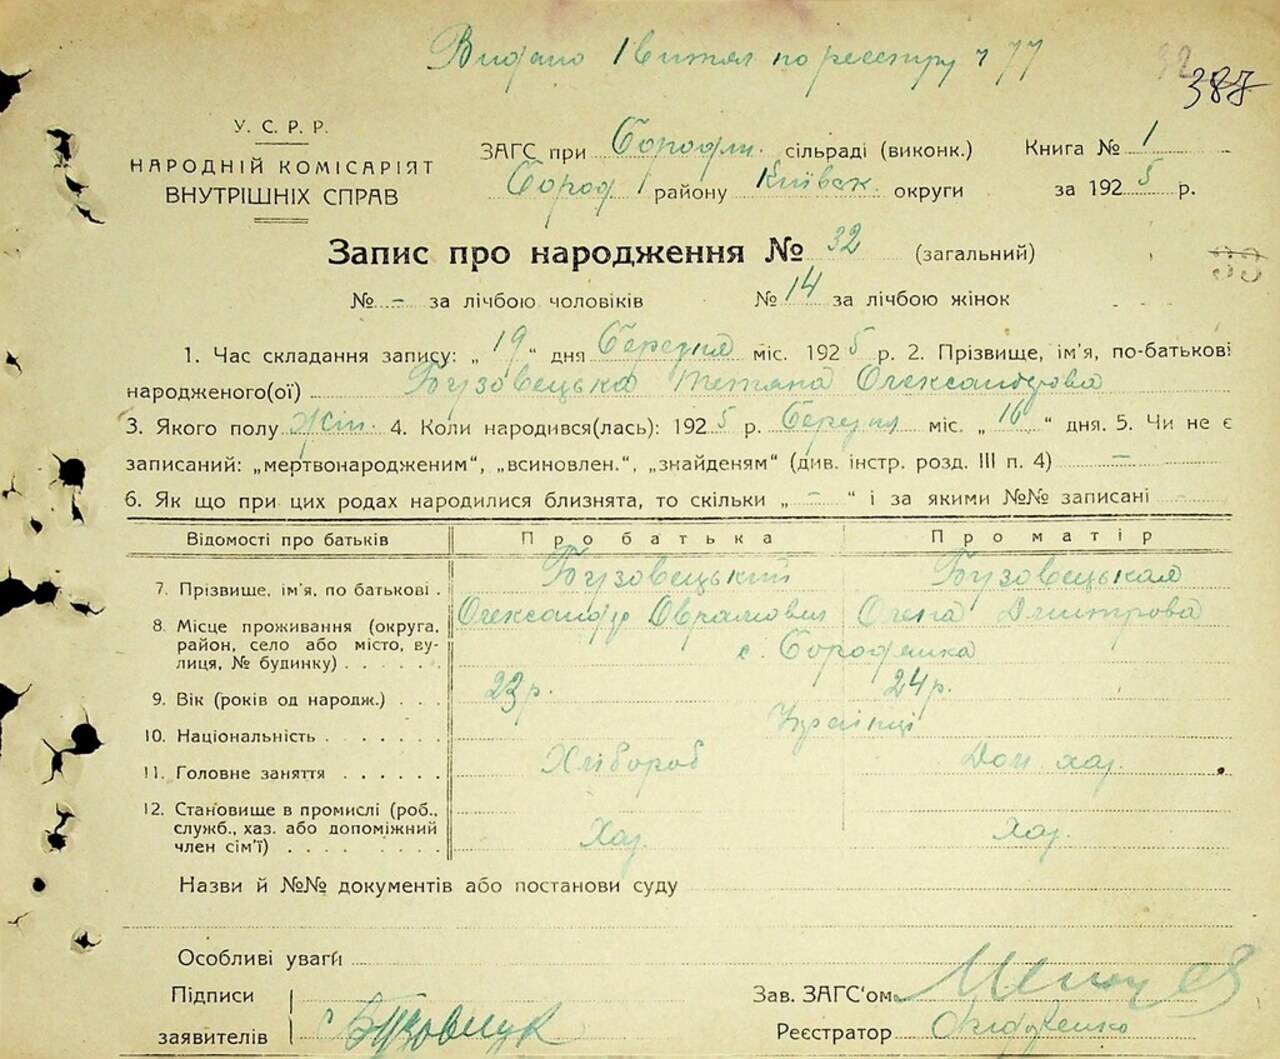 Видано 1 витяг по реєстру ч 77
387
У. С. Р. Р.
НАРОДНІЙ КОМІСАРІЯТ
ВНУТРІШНІХ СПРАВ
ЗАГС при Бородян. сільраді (виконк.) Книга № 1
Бород району Київськ. округи за 1925 р.
Запис про народження № 32 (загальний)
№ - за лічбою чоловіків № 14 за лічбою жінок
1. Час складання запису: „ 19 “ дня Березня міс. 1925 р. 2. Прізвище, ім'я, по-батькові
народженого(ої) Бузовецька Тетяна Олександрова
3. Якого полу Жін. 4. Коли народився(лась): 1925 р. Березня міс. „ 16 “ дня. 5. Чи не є
записаний: „мертвонародженим“, „всиновлен.“, „знайденям“ (див. інстр. розд. III п. 4) —
6. Як що при цих родах народилися близнята, то скільки „ - “ і за якими №№ записані -
Відомості про батьків Про батька Про матір
7. Прізвище, ім'я, по батькові . Бузовецький Бузовецькая
Олександр Оврамович Олена Дмитрова
8. Місце проживання (округа,
район, село або місто, ву-
лиця, № будинку) . . . . . с. Бородянка
9. Вік (років од народж.) . . . 23 р. 24 р.
10. Національність . . . . . . Українці
11. Головне заняття . . . . . . Хлібороб Дом. хаз.
12. Становище в промислі (роб.,
служб., хаз. або допоміжний
член сім'ї) . . . . . . . . Хаз. Хаз.
Назви й №№ документів або постанови суду
Особливі уваги
Підписи
заявителів
Зав. ЗАГС'ом
Реєстратор